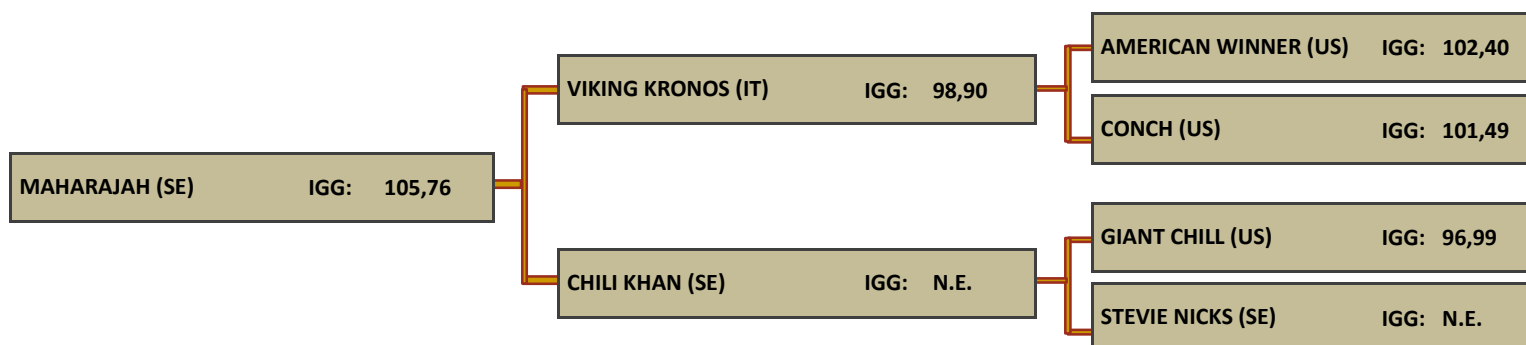 AMERICAN WINNER (US) IGG: 102,40
VIKING KRONOS (IT) IGG: 98,90
CONCH (US) IGG: 101,49
MAHARAJAH (SE) IGG: 105,76
GIANT CHILL (US) IGG: 96,99
CHILI KHAN (SE) IGG: N.E.
STEVIE NICKS (SE) IGG: N.E.